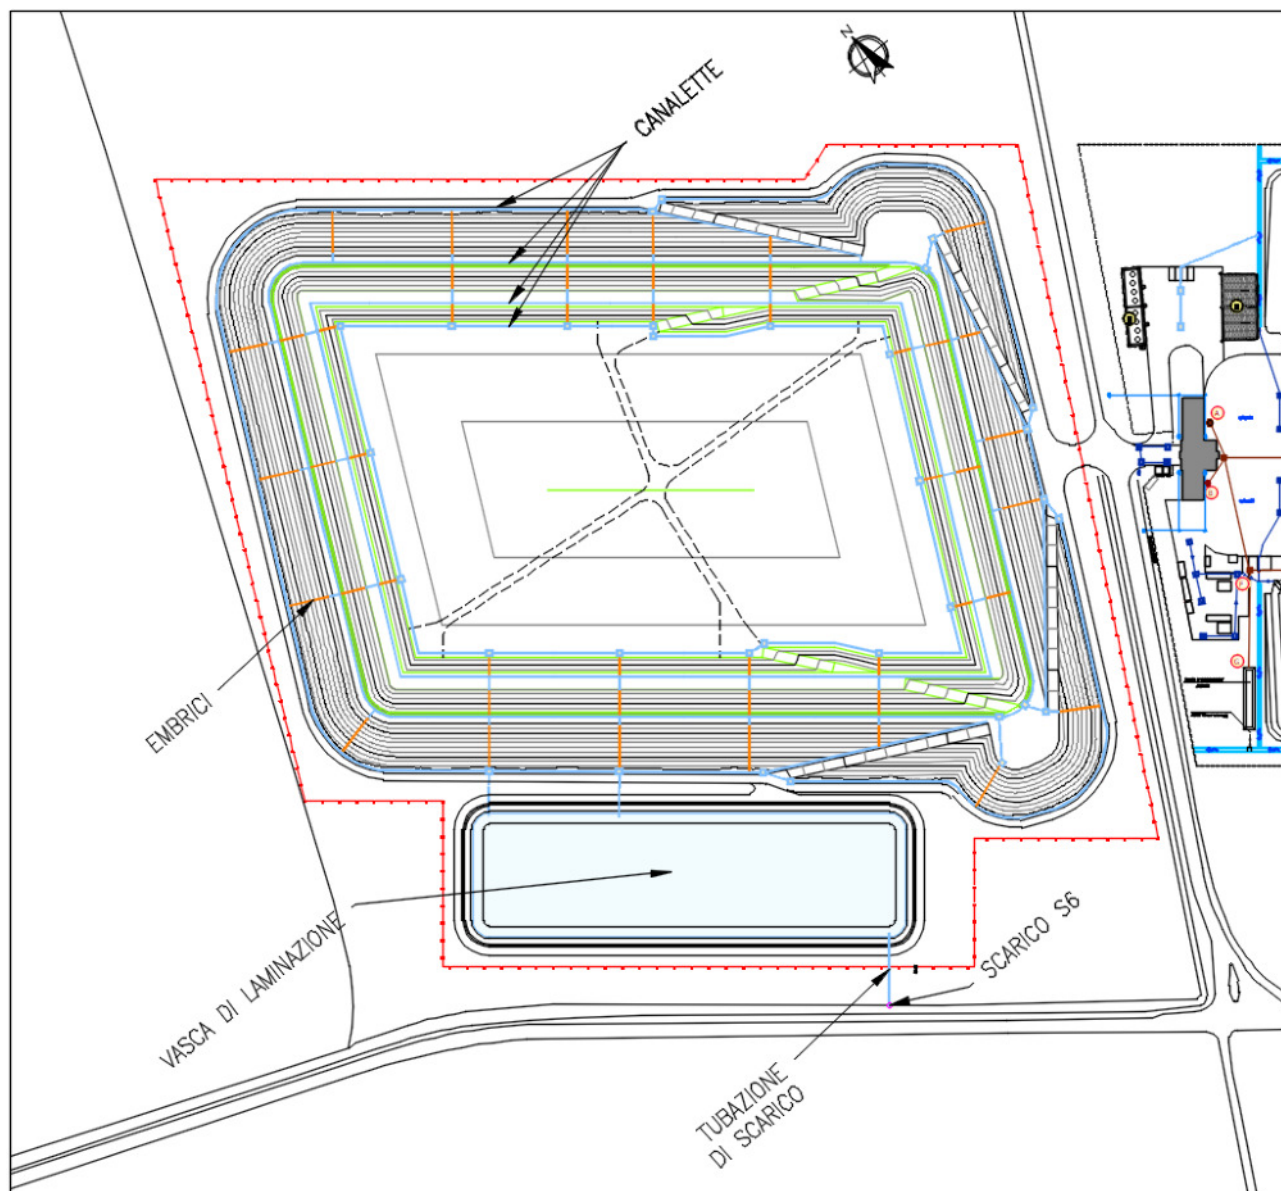 N
CANALETTE
A
B
EMBRICI
VASCA DI LAMINAZIONE
SCARICO S6
TUBAZIONE
DI SCARICO